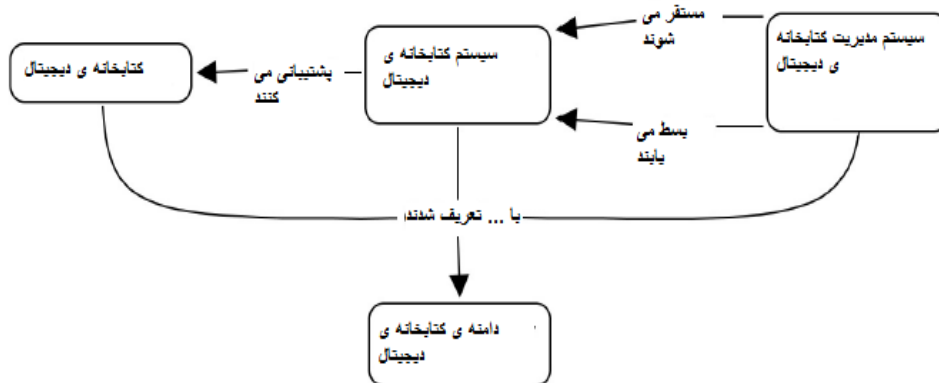 مستقر می
شوند
سیستم مدیریت کتابخانه
ی دیجیتال
سیستم کتابخانه ی
دیجیتال
پشتیبانی می
کنند
کتابخانه ی دیجیتال
بسط می
یابند
با ... تعریف شدند
دامنه ی کتابخانه ی
دیجیتال